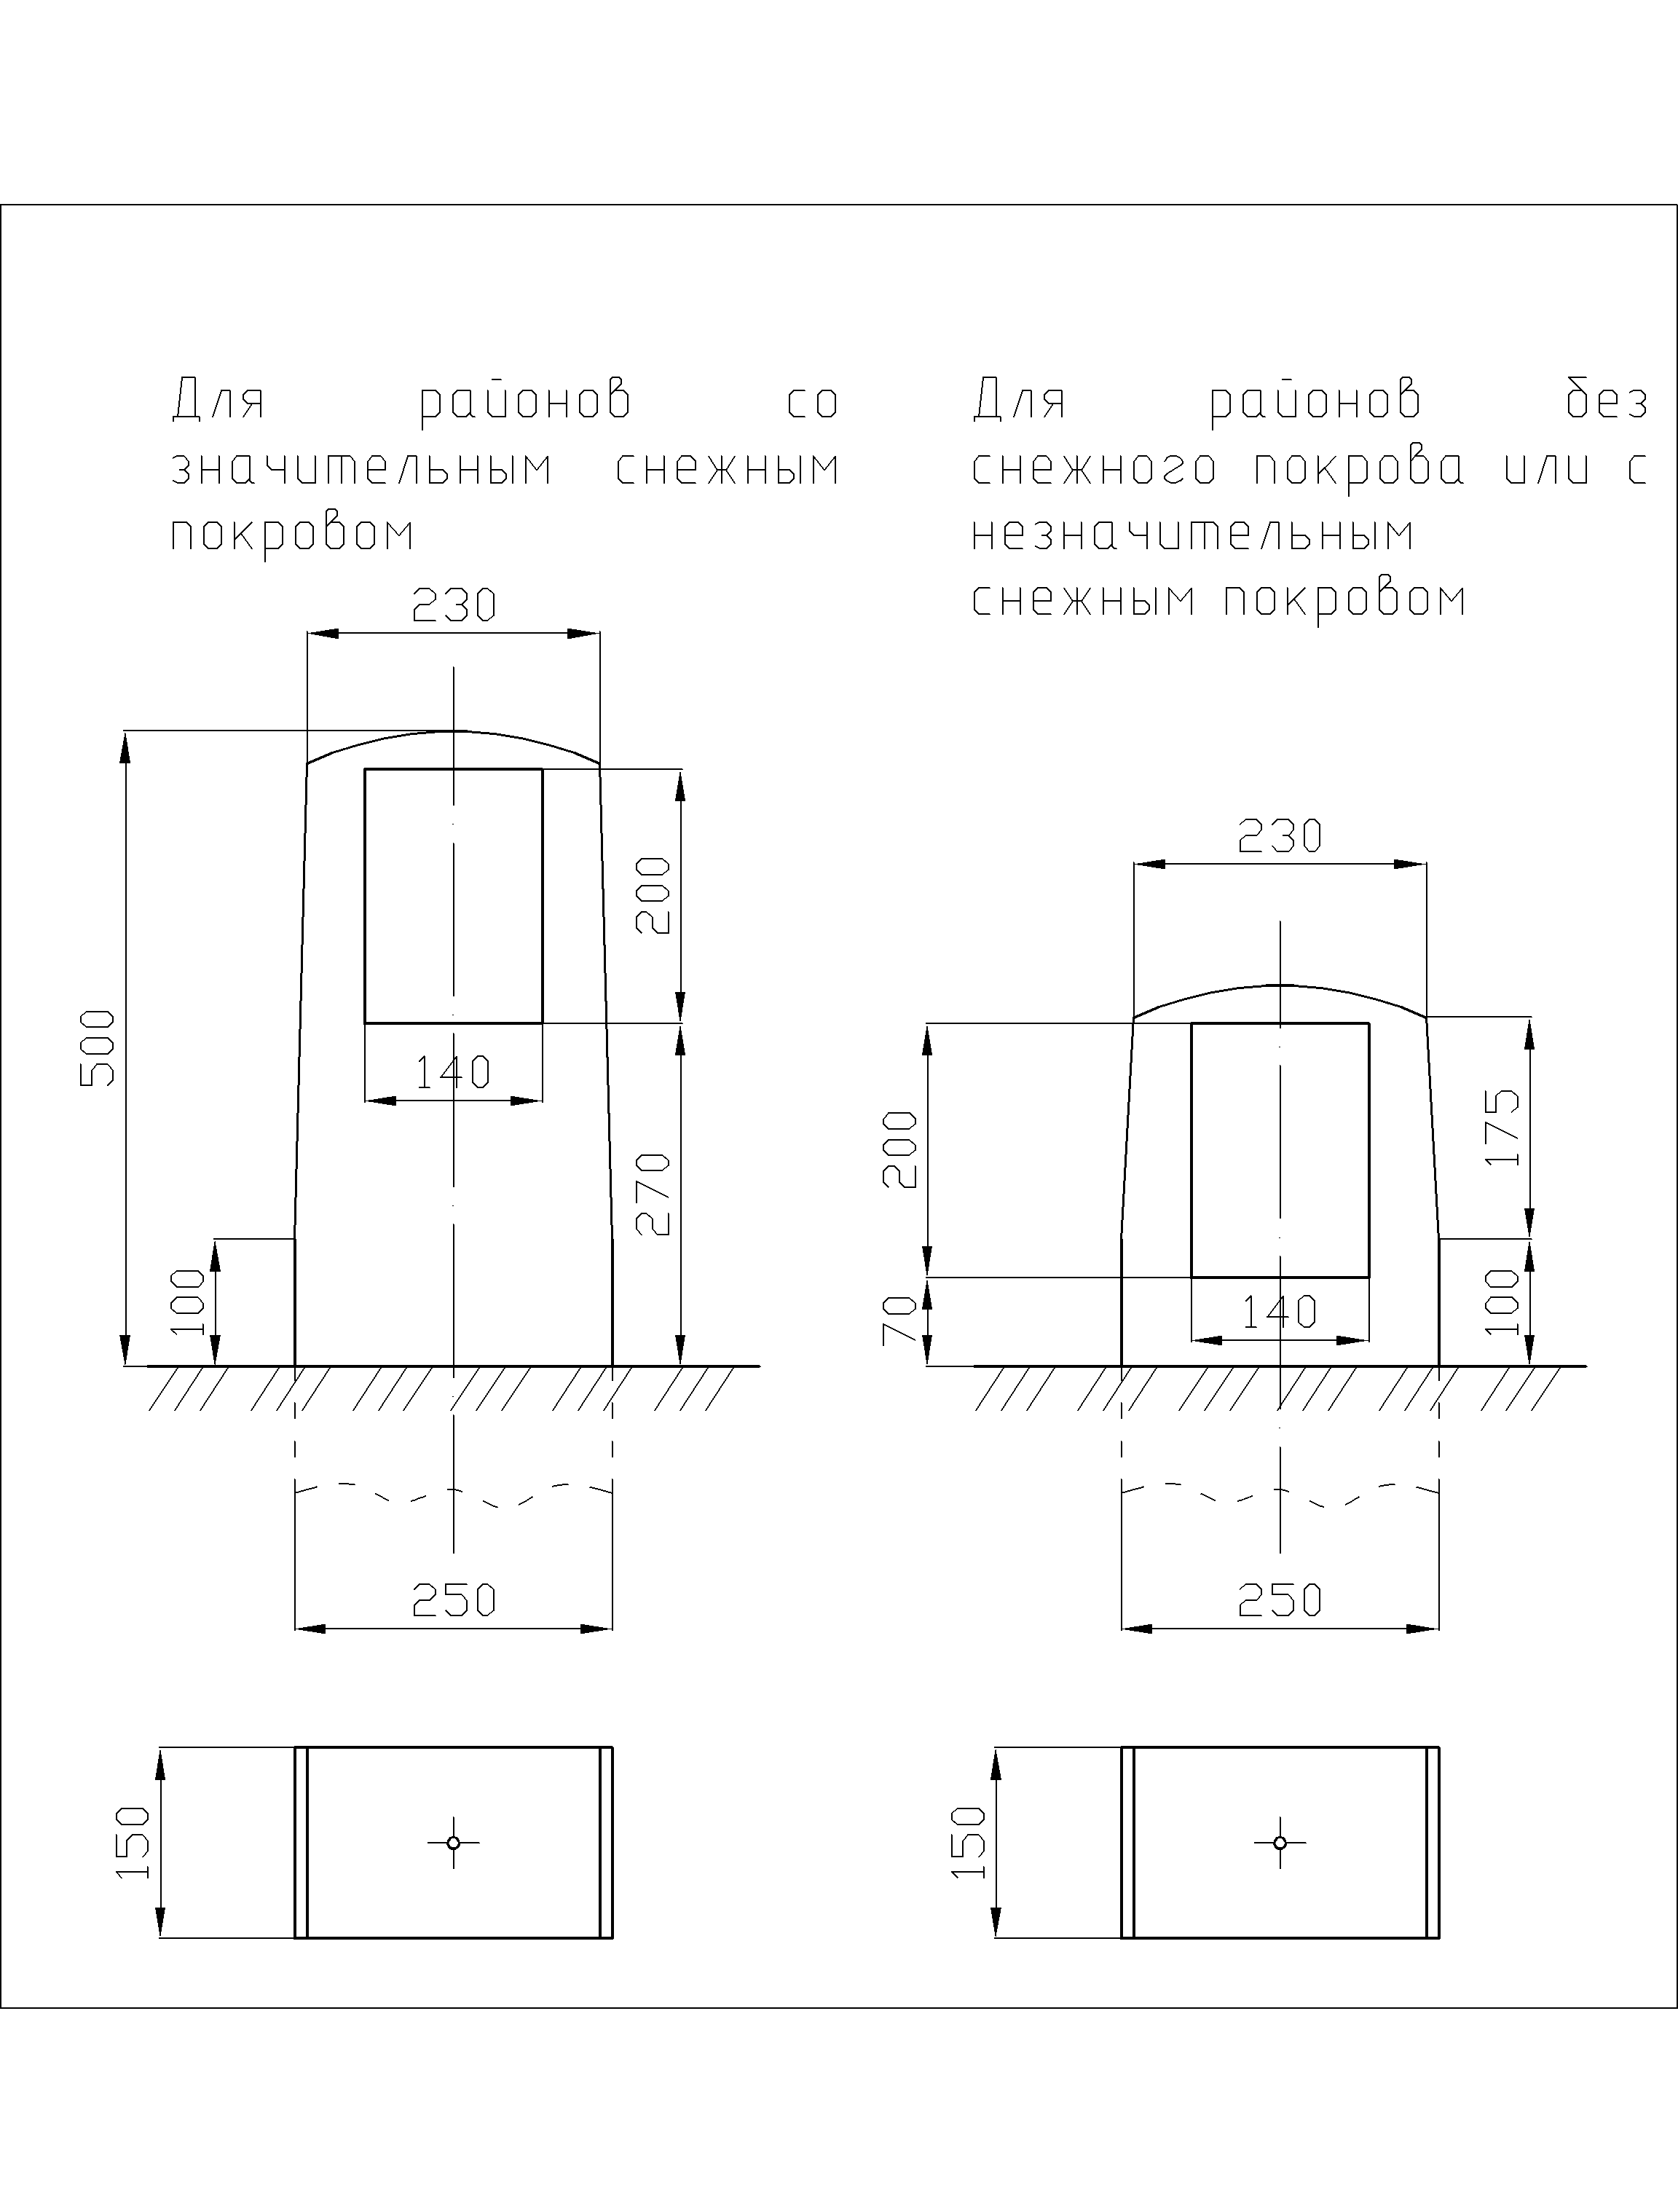 Для районов со
значительным снежным
покровом
230
500
200
140
270
100
250
150
Для районов без
снежного покрова или с
незначительным
снежным покровом
230
200
175
70
140
100
250
150